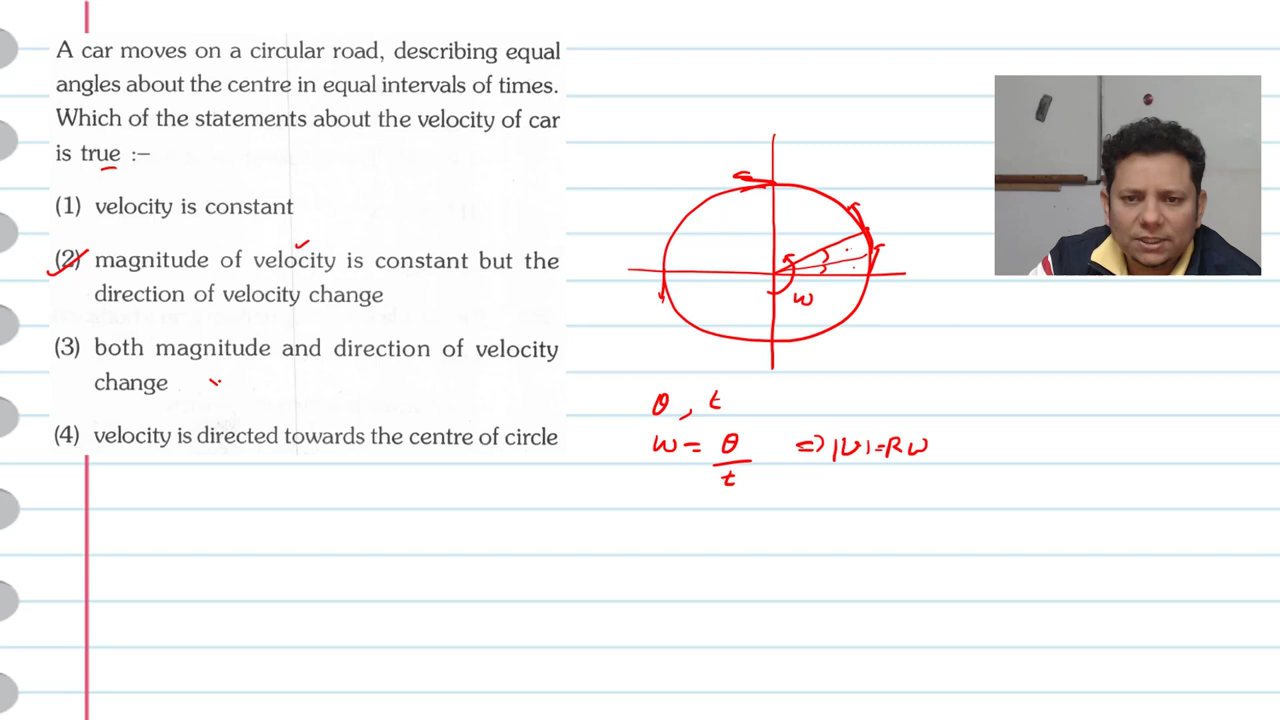 A car moves on a circular road, describing equal
angles about the centre in equal intervals of times.
Which of the statements about the velocity of car
is true :–
(1) velocity is constant
(2) magnitude of velocity is constant but the
direction of velocity change
(3) both magnitude and direction of velocity
change
(4) velocity is directed towards the centre of circle
ω
θ, t
ω = θ/t ⇒ |v| = Rω